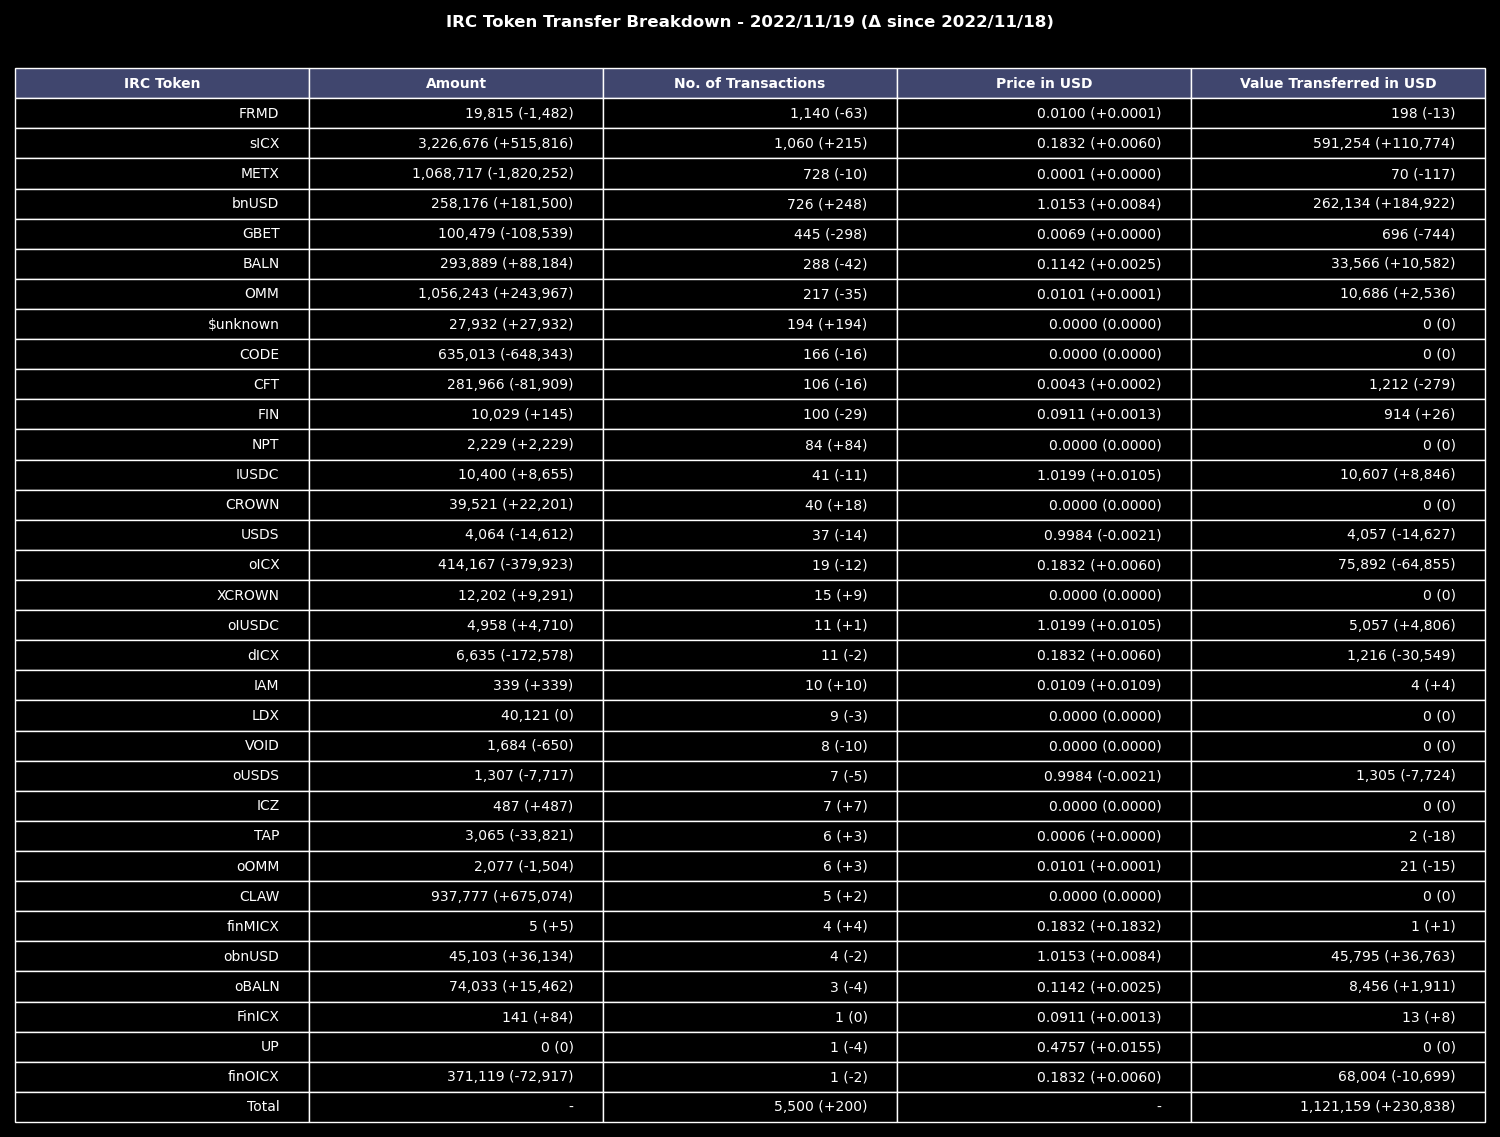 IRC Token Transfer Breakdown - 2022/11/19 (Δ since 2022/11/18)
IRC Token Amount No. of Transactions Price in USD Value Transferred in USD
FRMD 19,815 (-1,482) 1,140 (-63) 0.0100 (+0.0001) 198 (-13)
sICX 3,226,676 (+515,816) 1,060 (+215) 0.1832 (+0.0060) 591,254 (+110,774)
METX 1,068,717 (-1,820,252) 728 (-10) 0.0001 (+0.0000) 70 (-117)
bnUSD 258,176 (+181,500) 726 (+248) 1.0153 (+0.0084) 262,134 (+184,922)
GBET 100,479 (-108,539) 445 (-298) 0.0069 (+0.0000) 696 (-744)
BALN 293,889 (+88,184) 288 (-42) 0.1142 (+0.0025) 33,566 (+10,582)
OMM 1,056,243 (+243,967) 217 (-35) 0.0101 (+0.0001) 10,686 (+2,536)
$unknown 27,932 (+27,932) 194 (+194) 0.0000 (0.0000) 0 (0)
CODE 635,013 (-648,343) 166 (-16) 0.0000 (0.0000) 0 (0)
CFT 281,966 (-81,909) 106 (-16) 0.0043 (+0.0002) 1,212 (-279)
FIN 10,029 (+145) 100 (-29) 0.0911 (+0.0013) 914 (+26)
NPT 2,229 (+2,229) 84 (+84) 0.0000 (0.0000) 0 (0)
IUSDC 10,400 (+8,655) 41 (-11) 1.0199 (+0.0105) 10,607 (+8,846)
CROWN 39,521 (+22,201) 40 (+18) 0.0000 (0.0000) 0 (0)
USDS 4,064 (-14,612) 37 (-14) 0.9984 (-0.0021) 4,057 (-14,627)
oICX 414,167 (-379,923) 19 (-12) 0.1832 (+0.0060) 75,892 (-64,855)
XCROWN 12,202 (+9,291) 15 (+9) 0.0000 (0.0000) 0 (0)
oIUSDC 4,958 (+4,710) 11 (+1) 1.0199 (+0.0105) 5,057 (+4,806)
dICX 6,635 (-172,578) 11 (-2) 0.1832 (+0.0060) 1,216 (-30,549)
IAM 339 (+339) 10 (+10) 0.0109 (+0.0109) 4 (+4)
LDX 40,121 (0) 9 (-3) 0.0000 (0.0000) 0 (0)
VOID 1,684 (-650) 8 (-10) 0.0000 (0.0000) 0 (0)
oUSDS 1,307 (-7,717) 7 (-5) 0.9984 (-0.0021) 1,305 (-7,724)
ICZ 487 (+487) 7 (+7) 0.0000 (0.0000) 0 (0)
TAP 3,065 (-33,821) 6 (+3) 0.0006 (+0.0000) 2 (-18)
oOMM 2,077 (-1,504) 6 (+3) 0.0101 (+0.0001) 21 (-15)
CLAW 937,777 (+675,074) 5 (+2) 0.0000 (0.0000) 0 (0)
finMICX 5 (+5) 4 (+4) 0.1832 (+0.1832) 1 (+1)
obnUSD 45,103 (+36,134) 4 (-2) 1.0153 (+0.0084) 45,795 (+36,763)
oBALN 74,033 (+15,462) 3 (-4) 0.1142 (+0.0025) 8,456 (+1,911)
FinICX 141 (+84) 1 (0) 0.0911 (+0.0013) 13 (+8)
UP 0 (0) 1 (-4) 0.4757 (+0.0155) 0 (0)
finOICX 371,119 (-72,917) 1 (-2) 0.1832 (+0.0060) 68,004 (-10,699)
Total - 5,500 (+200) - 1,121,159 (+230,838)